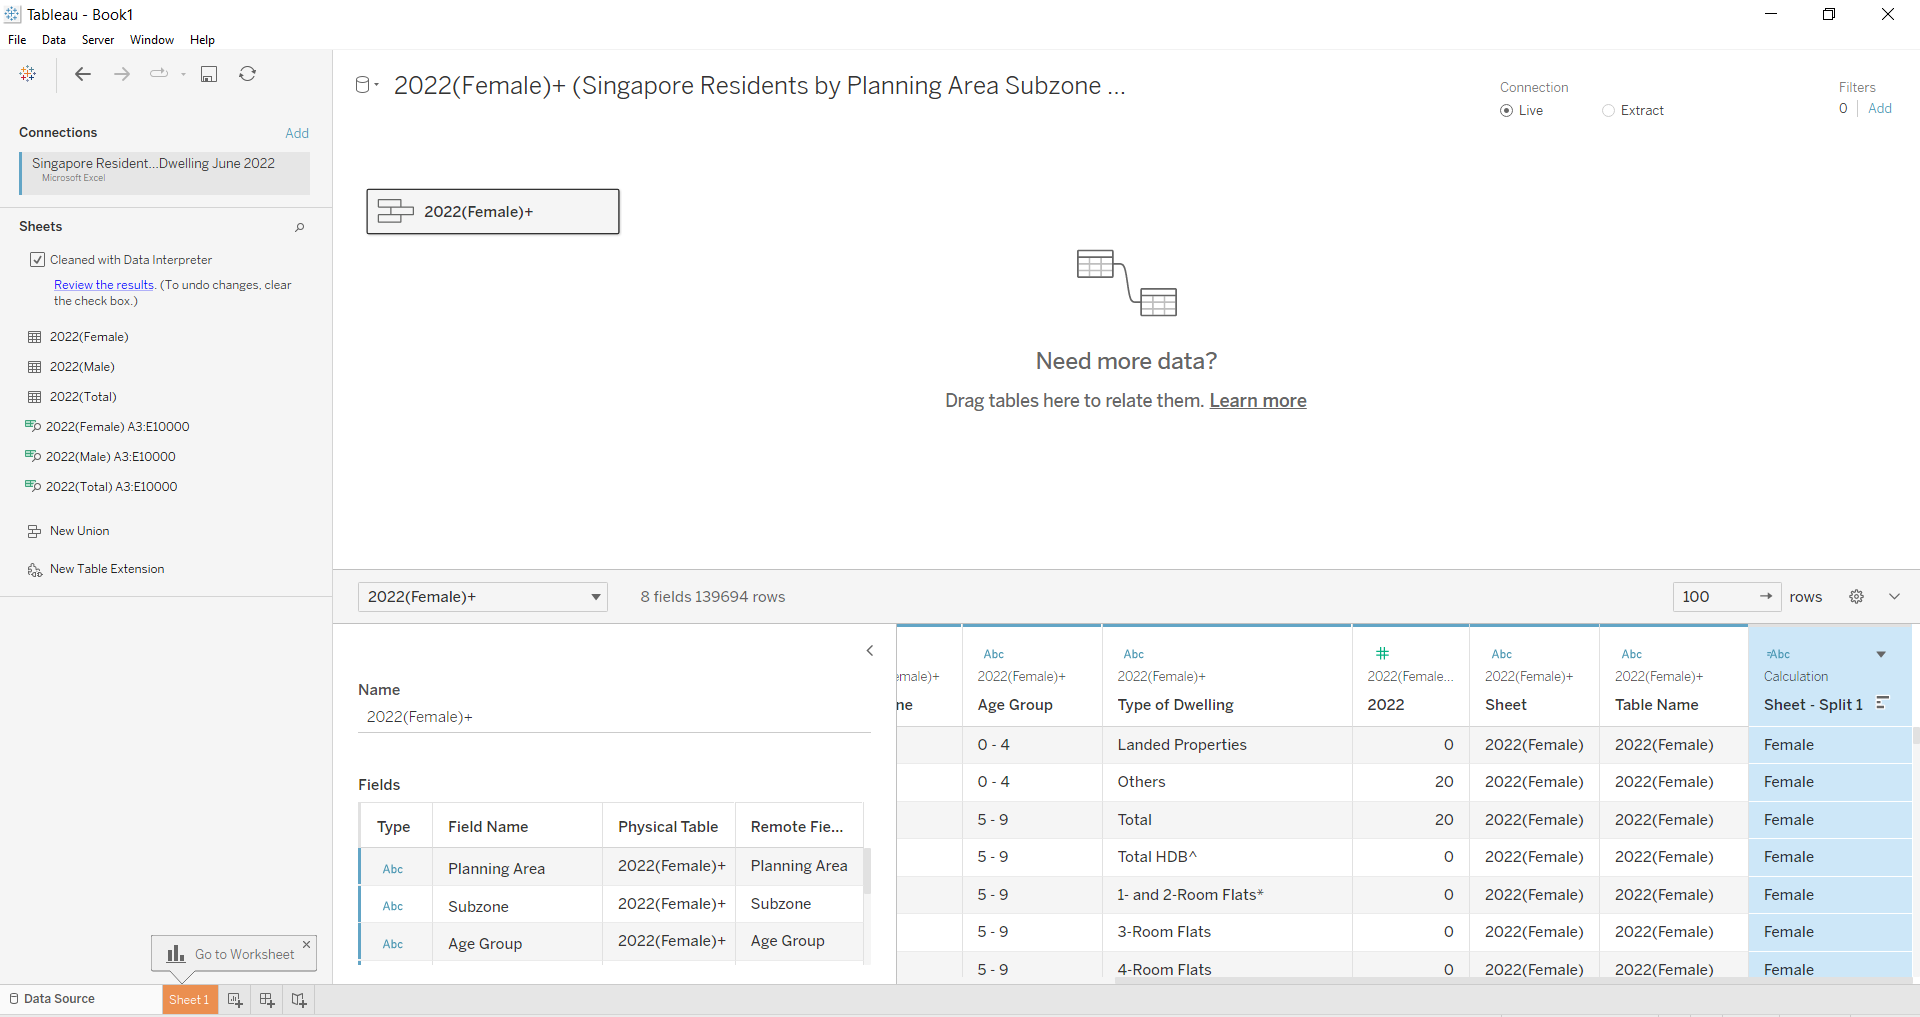 Tableau - Book1
File Data Server Window Help
Connections Add
Singapore Resident...Dwelling June 2022
Microsoft Excel
Sheets
Cleaned with Data Interpreter
Review the results. (To undo changes, clear
the check box.)
2022(Female)
2022(Male)
2022(Total)
2022(Female) A3:E10000
2022(Male) A3:E10000
2022(Total) A3:E10000
New Union
New Table Extension
2022(Female)+ (Singapore Residents by Planning Area Subzone ...
Connection
Live Extract
Filters
0 Add
2022(Female)+
Need more data?
Drag tables here to relate them. Learn more
2022(Female)+ 8 fields 139694 rows 100 rows
Name
2022(Female)+
Fields
Type Field Name Physical Table Remote Fie...
Abc Planning Area 2022(Female)+ Planning Area
Abc Subzone 2022(Female)+ Subzone
Abc Age Group 2022(Female)+ Age Group
Abc Abc # Abc Abc =Abc
emale)+ 2022(Female)+ 2022(Female)+ 2022(Female... 2022(Female)+ 2022(Female)+ Calculation
ne Age Group Type of Dwelling 2022 Sheet Table Name Sheet - Split 1
0 - 4 Landed Properties 0 2022(Female) 2022(Female) Female
0 - 4 Others 20 2022(Female) 2022(Female) Female
5 - 9 Total 20 2022(Female) 2022(Female) Female
5 - 9 Total HDB^ 0 2022(Female) 2022(Female) Female
5 - 9 1- and 2-Room Flats* 0 2022(Female) 2022(Female) Female
5 - 9 3-Room Flats 0 2022(Female) 2022(Female) Female
5 - 9 4-Room Flats 0 2022(Female) 2022(Female) Female
Go to Worksheet
Data Source Sheet 1